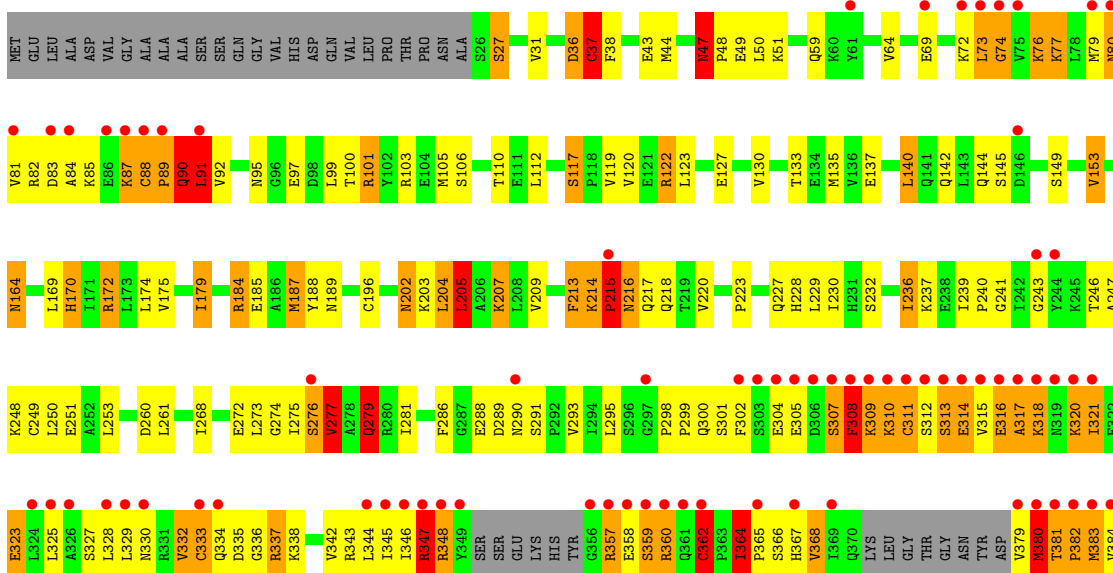 MET GLU LEU ALA ASP VAL GLY ALA ALA ALA SER SER GLN GLY VAL HIS ASP GLN VAL LEU PRO THR PRO ASN ALA S26 S27 V31 D36 C37 F38 E43 M44 N47 P48 E49 L50 K51 Q59 K60 Y61 V64 E69 K72 L73 G74 V75 K76 K77 L78 M79 N80
V81 R82 D83 A84 K85 E86 K87 C88 P89 Q90 L91 V92 N95 G96 E97 D98 L99 T100 R101 Y102 R103 E104 M105 S106 T110 E111 L112 S117 P118 V119 V120 E121 R122 L123 E127 V130 T133 E134 M135 V136 E137 L140 Q141 Q142 L143 Q144 S145 D146 S149 V153
N164 L169 H170 I171 R172 L173 L174 V175 I179 R184 E185 A186 M187 Y188 N189 C196 N202 K203 L204 L205 A206 K207 L208 V209 F213 K214 P215 N216 Q217 Q218 T219 V220 P223 Q227 H228 L229 I230 H231 S232 I236 K237 E238 I239 P240 G241 I242 G243 Y244 K245 T246 A247
K248 C249 L250 E251 A252 L253 D260 L261 I268 E272 L273 G274 I275 S276 V277 A278 Q279 R280 I281 F286 G287 E288 D289 N290 S291 P292 V293 I294 L295 S296 G297 P298 P299 Q300 S301 F302 S303 E304 E305 D306 S307 F308 K309 K310 C311 S312 S313 E314 V315 E316 A317 K318 N319 K320 I321 E322
E323 L324 L325 A326 S327 L328 L329 N330 R331 V332 C333 Q334 D335 G336 R337 K338 V342 R343 L344 I345 I346 R347 R348 Y349 SER SER GLU LYS HIS TYR G356 R357 E358 S359 R360 Q361 C362 P363 I364 P365 S366 H367 V368 I369 Q370 LYS LEU GLY THR GLY ASN TYR ASP V379 M380 T381 P382 M383